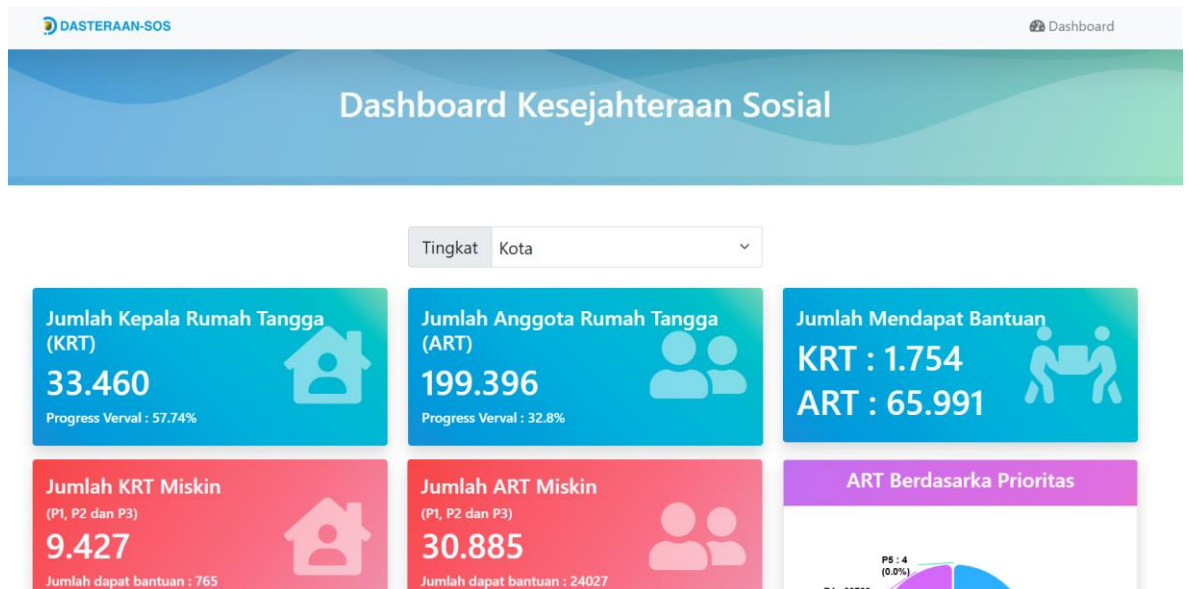 DASTERAAN-SOS
Dashboard
Dashboard Kesejahteraan Sosial
Tingkat Kota
Jumlah Kepala Rumah Tangga
(KRT)
33.460
Progress Verval : 57.74%
Jumlah Anggota Rumah Tangga
(ART)
199.396
Progress Verval : 32.8%
Jumlah Mendapat Bantuan
KRT : 1.754
ART : 65.991
Jumlah KRT Miskin
(P1, P2 dan P3)
9.427
Jumlah dapat bantuan : 765
Jumlah ART Miskin
(P1, P2 dan P3)
30.885
Jumlah dapat bantuan : 24027
ART Berdasarka Prioritas
P5 : 4
(0.0%)